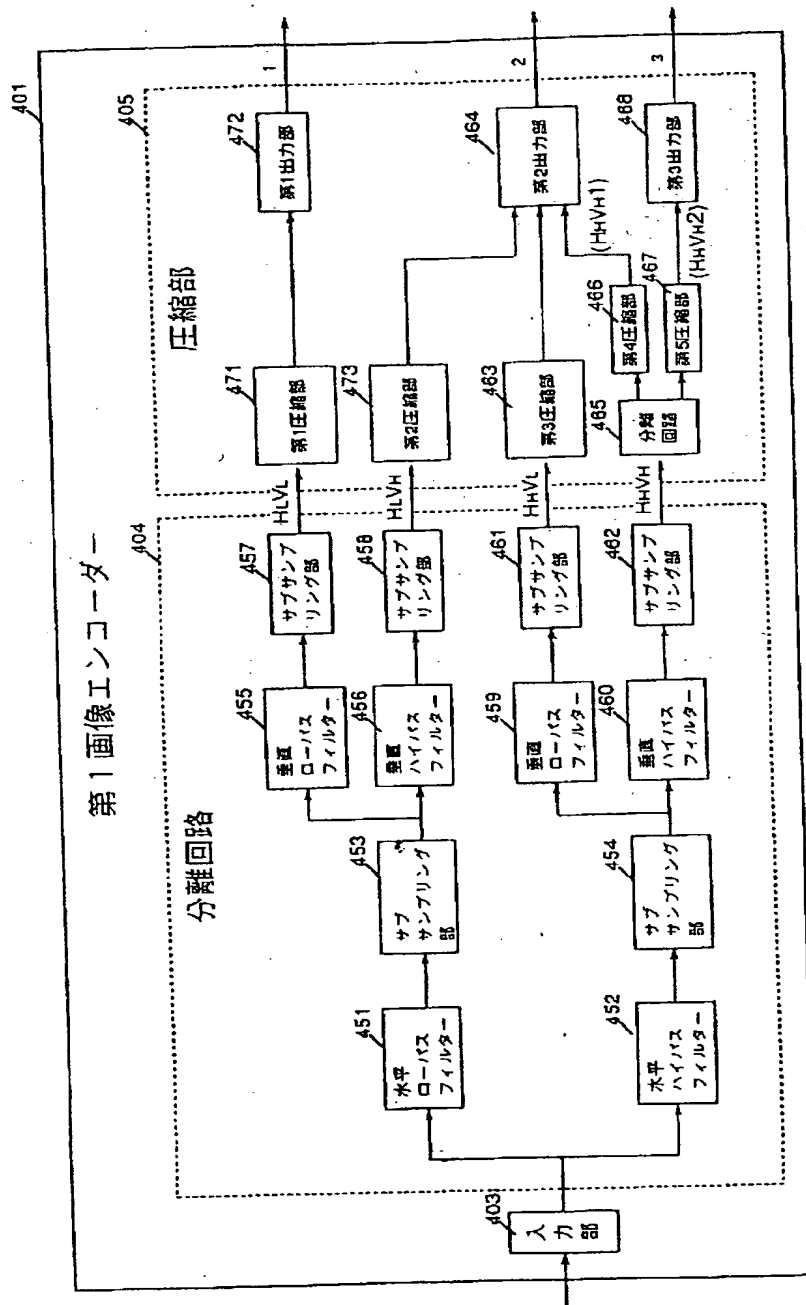 第1画像エンコーダー
401
403
入力部
404
分離回路
451
水平
ローパス
フィルター
452
水平
ハイパス
フィルター
453
サブ
サンプリング
部
454
サブ
サンプリング
部
455
垂直
ローパス
フィルター
456
垂直
ハイパス
フィルター
457
サブサンプ
リング部
458
サブサンプ
リング部
459
垂直
ローパス
フィルター
460
垂直
ハイパス
フィルター
461
サブサンプ
リング部
462
サブサンプ
リング部
HLVL
HLVH
HHVL
HHVH
405
圧縮部
471
第1圧縮部
473
第2圧縮部
463
第3圧縮部
465
分離
回路
466
第4圧縮部
467
第5圧縮部
(HHVH1)
(HHVH2)
472
第1出力部
464
第2出力部
468
第3出力部
1
2
3